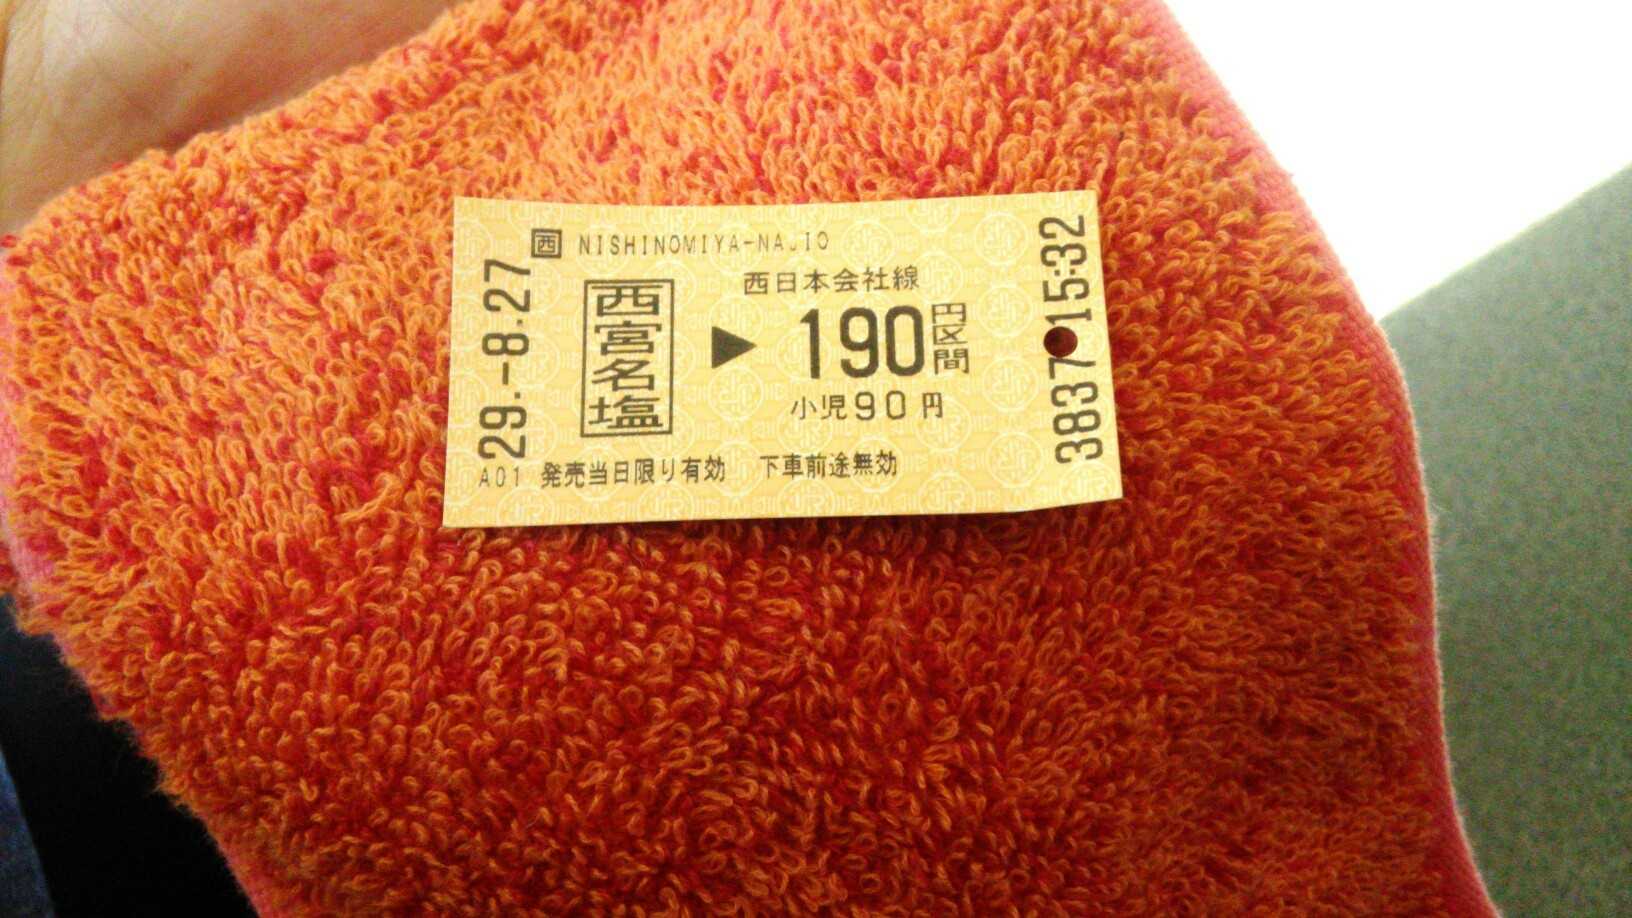 西 NISHINOMIYA-NAJIO
29.-8.27
西宮名塩
西日本会社線
▶ 190円区間
小児90円
A01 発売当日限り有効 下車前途無効
3837 15:32